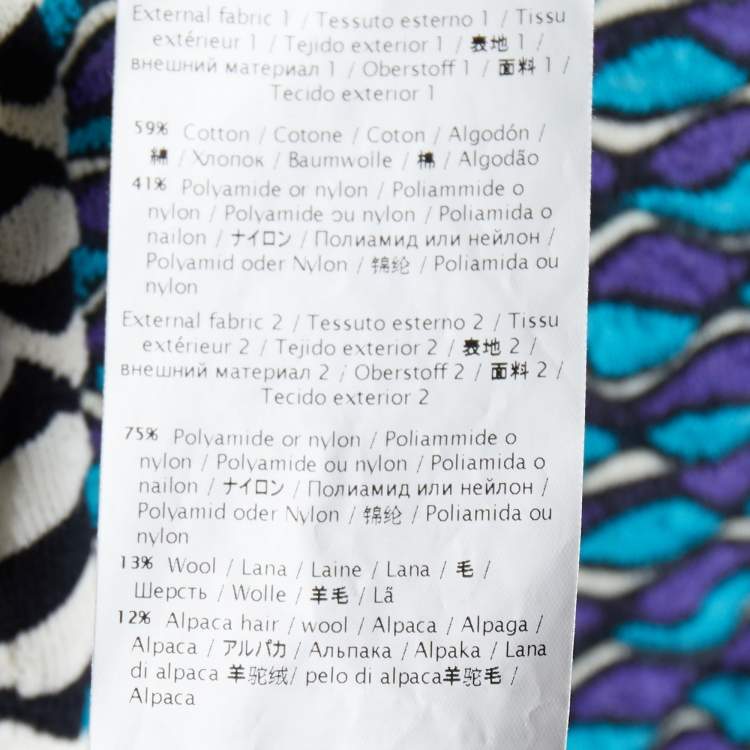 External fabric 1 / Tessuto esterno 1 / Tissu
extérieur 1 / Tejido exterior 1 / 表地 1 /
внешний материал 1 / Oberstoff 1 / 面料 1 /
Tecido exterior 1
59% Cotton / Cotone / Coton / Algodón /
綿 / Хлопок / Baumwolle / 棉 / Algodão
41% Polyamide or nylon / Poliammide o
nylon / Polyamide ou nylon / Poliamida o
nailon / ナイロン / Полиамид или нейлон /
Polyamid oder Nylon / 锦纶 / Poliamida ou
nylon
External fabric 2 / Tessuto esterno 2 / Tissu
extérieur 2 / Tejido exterior 2 / 表地 2 /
внешний материал 2 / Oberstoff 2 / 面料 2 /
Tecido exterior 2
75% Polyamide or nylon / Poliammide o
nylon / Polyamide ou nylon / Poliamida o
nailon / ナイロン / Полиамид или нейлон /
Polyamid oder Nylon / 锦纶 / Poliamida ou
nylon
13% Wool / Lana / Laine / Lana / 毛 /
Шерсть / Wolle / 羊毛 / Lã
12% Alpaca hair / wool / Alpaca / Alpaga /
Alpaca / アルパカ / Альпака / Alpaka / Lana
di alpaca 羊驼绒/ pelo di alpaca羊驼毛 /
Alpaca